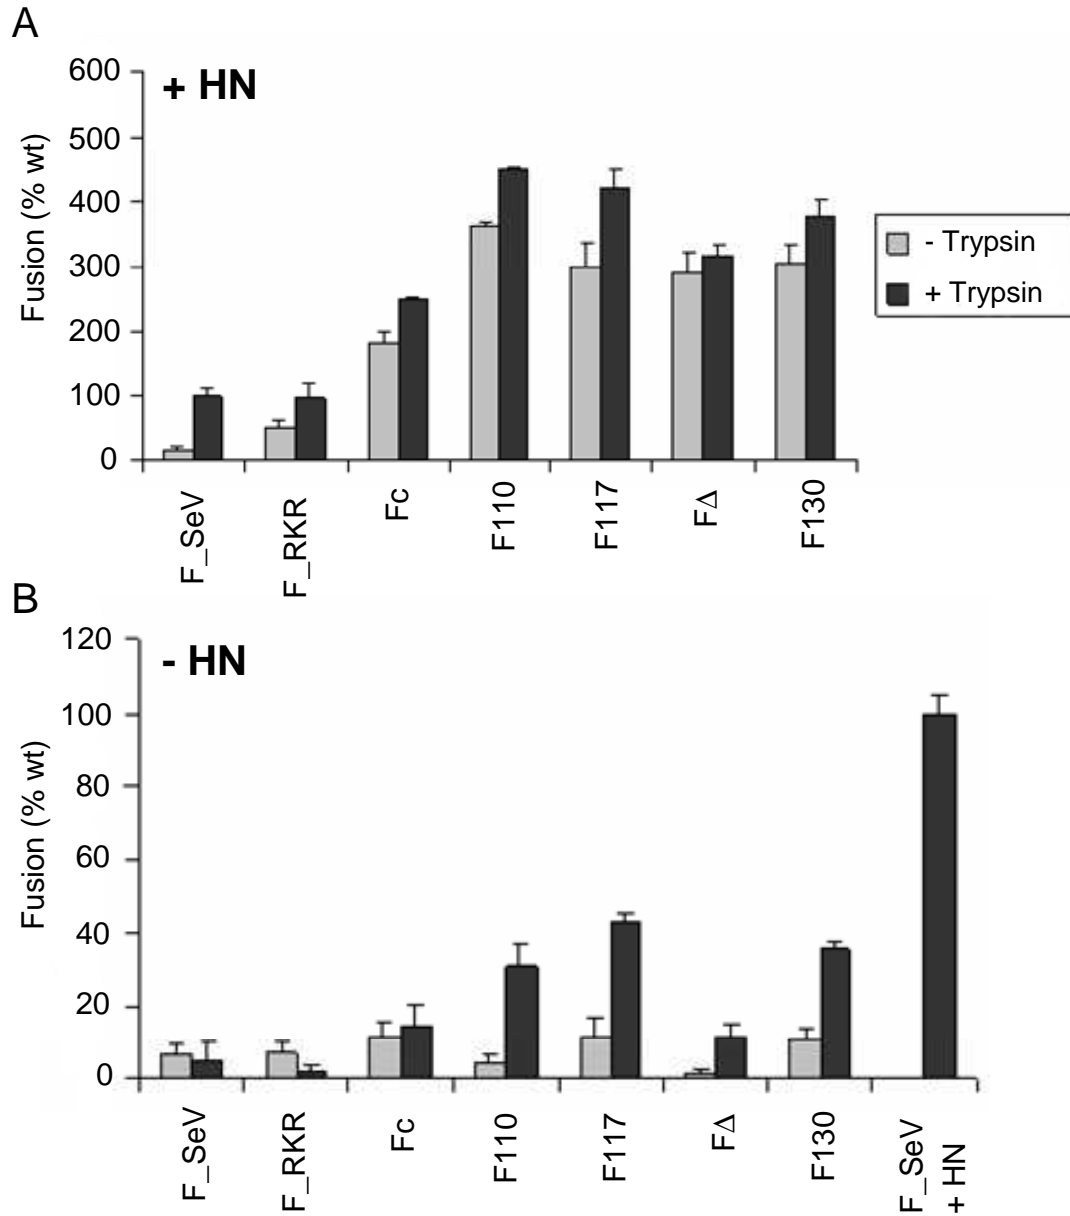 A
+ HN
Fusion (% wt)
600
500
400
300
200
100
0
F_SeV
F_RKR
Fc
F110
F117
FΔ
F130
- Trypsin
+ Trypsin
B
- HN
Fusion (% wt)
120
100
80
60
40
20
0
F_SeV
F_RKR
Fc
F110
F117
FΔ
F130
F_SeV
+ HN